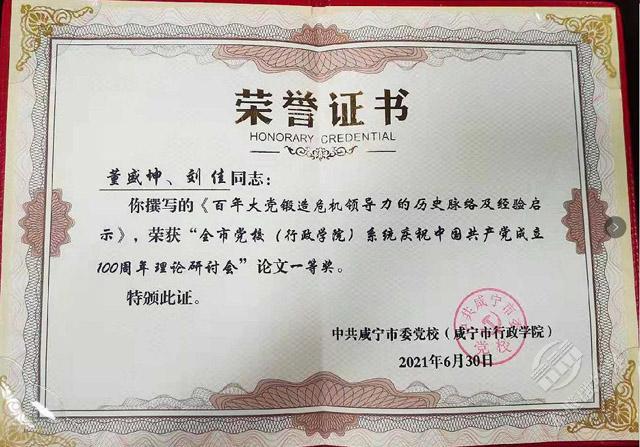 荣誉证书
HONORARY CREDENTIAL
董盛坤、刘佳同志：
你撰写的《百年大党锻造危机领导力的历史脉络及经验启
示》，荣获“全市党校（行政学院）系统庆祝中国共产党成立
100周年理论研讨会”论文一等奖。
特颁此证。
中共咸宁市委党校（咸宁市行政学院）
2021年6月30日